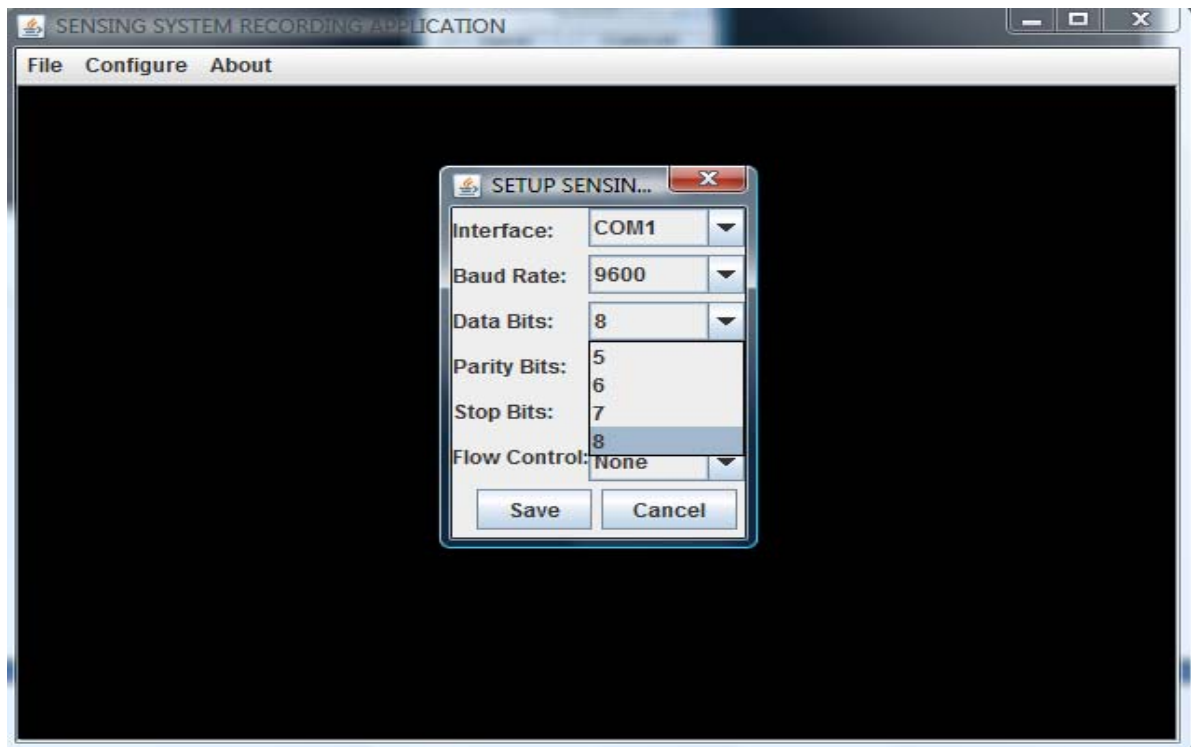 SENSING SYSTEM RECORDING APPLICATION
File Configure About
SETUP SENSIN...
Interface: COM1
Baud Rate: 9600
Data Bits: 8
5
Parity Bits:
6
Stop Bits: 7
8
Flow Control: None
Save Cancel